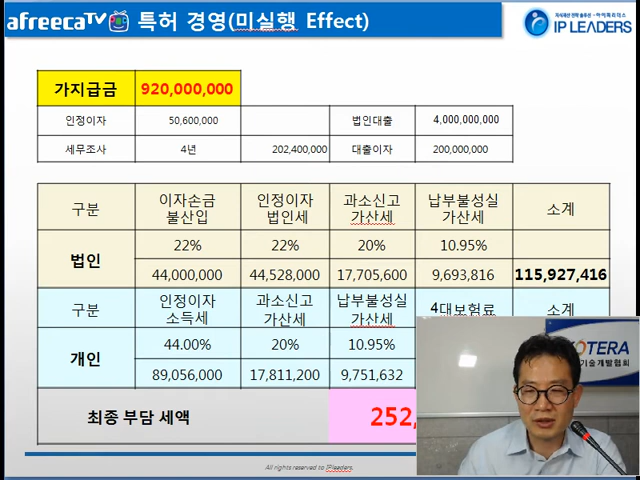 afreecaTV 특허 경영(미실행 Effect)
지식재산 전략 솔루션 - 아이피리더스
IP LEADERS
가지급금 920,000,000
인정이자 50,600,000 법인대출 4,000,000,000
세무조사 4년 202,400,000 대출이자 200,000,000
구분 이자손금 불산입 인정이자 법인세 과소신고 가산세 납부불성실 가산세 소계
법인 22% 22% 20% 10.95%
44,000,000 44,528,000 17,705,600 9,693,816 115,927,416
구분 인정이자 소득세 과소신고 가산세 납부불성실 가산세 4대보험료 소계
개인 44.00% 20% 10.95%
89,056,000 17,811,200 9,751,632
최종 부담 세액 252,
OTERA
기술개발협회
All rights reserved to IPleaders.